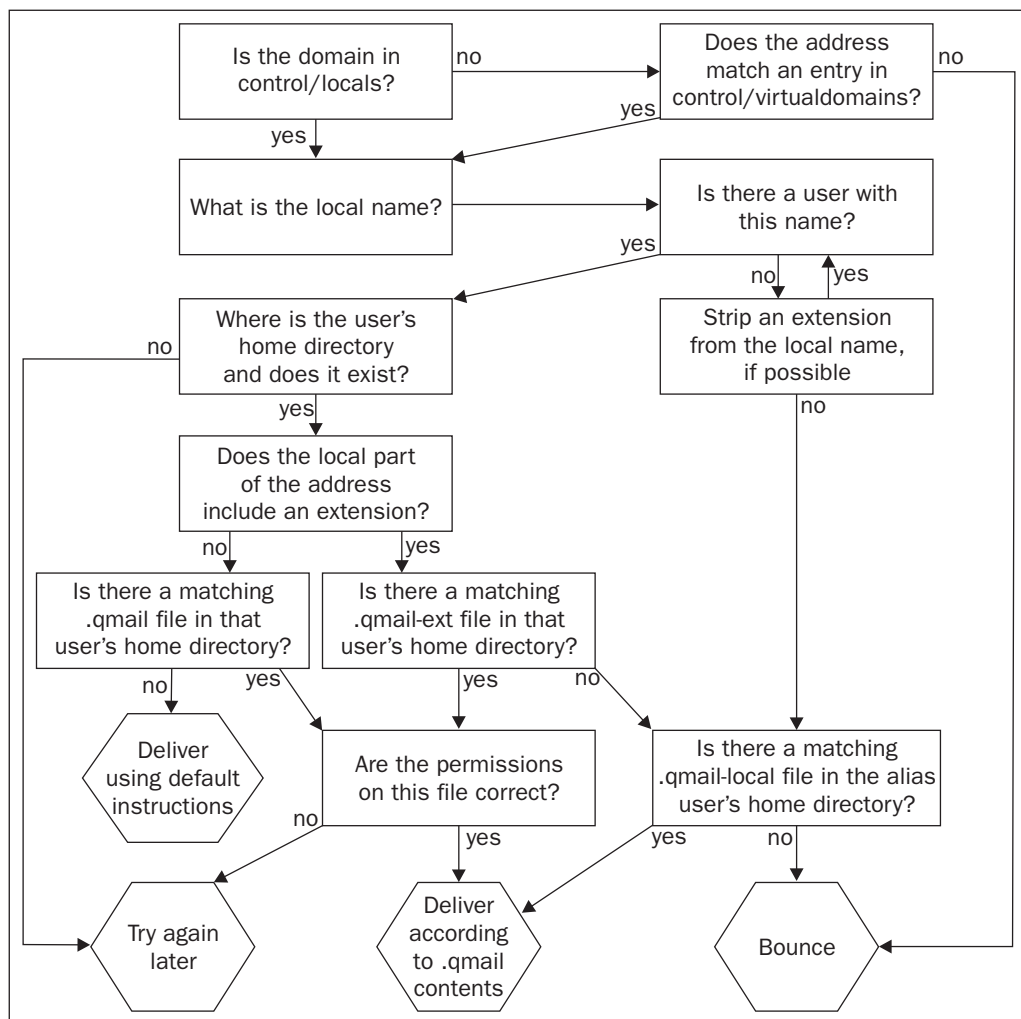 Is the domain in
control/locals?
no
Does the address
match an entry in
control/virtualdomains?
no
yes
yes
What is the local name?
Is there a user with
this name?
yes
no
yes
Where is the user's
home directory
and does it exist?
no
Strip an extension
from the local name,
if possible
yes
no
Does the local part
of the address
include an extension?
no
yes
Is there a matching
.qmail file in that
user's home directory?
Is there a matching
.qmail-ext file in that
user's home directory?
no
yes
yes
no
Deliver
using default
instructions
Are the permissions
on this file correct?
Is there a matching
.qmail-local file in the alias
user's home directory?
no
yes
yes
no
Try again
later
Deliver
according
to .qmail
contents
Bounce